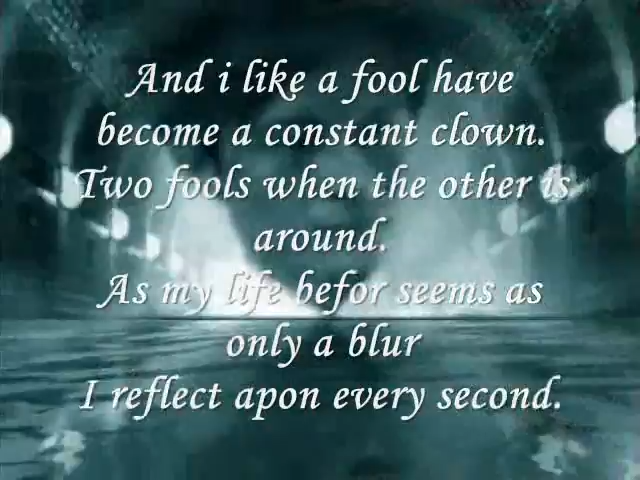 And i like a fool have
become a constant clown.
Two fools when the other is
around.
As my life befor seems as
only a blur
I reflect apon every second.